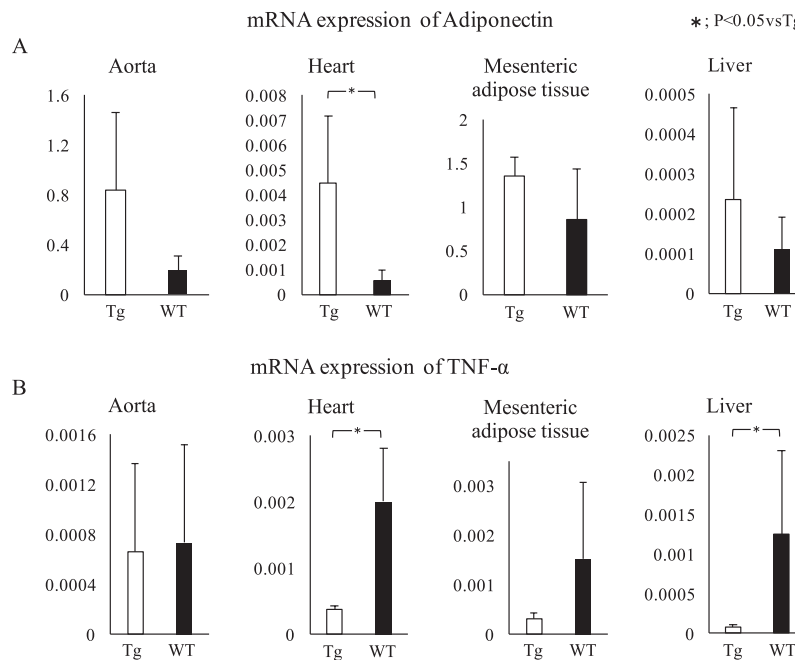 mRNA expression of Adiponectin
*; P<0.05vsTg
A
Aorta
1.6
1.2
0.8
0.4
0
Tg WT
Heart
0.008
0.007
0.006
0.005
0.004
0.003
0.002
0.001
0
*
Tg WT
Mesenteric
adipose tissue
2
1.5
1
0.5
0
Tg WT
Liver
0.0005
0.0004
0.0003
0.0002
0.0001
0
Tg WT
mRNA expression of TNF-α
B
Aorta
0.0016
0.0012
0.0008
0.0004
0
Tg WT
Heart
0.003
0.002
0.001
0
*
Tg WT
Mesenteric
adipose tissue
0.003
0.002
0.001
0
Tg WT
Liver
0.0025
0.002
0.0015
0.001
0.0005
0
*
Tg WT